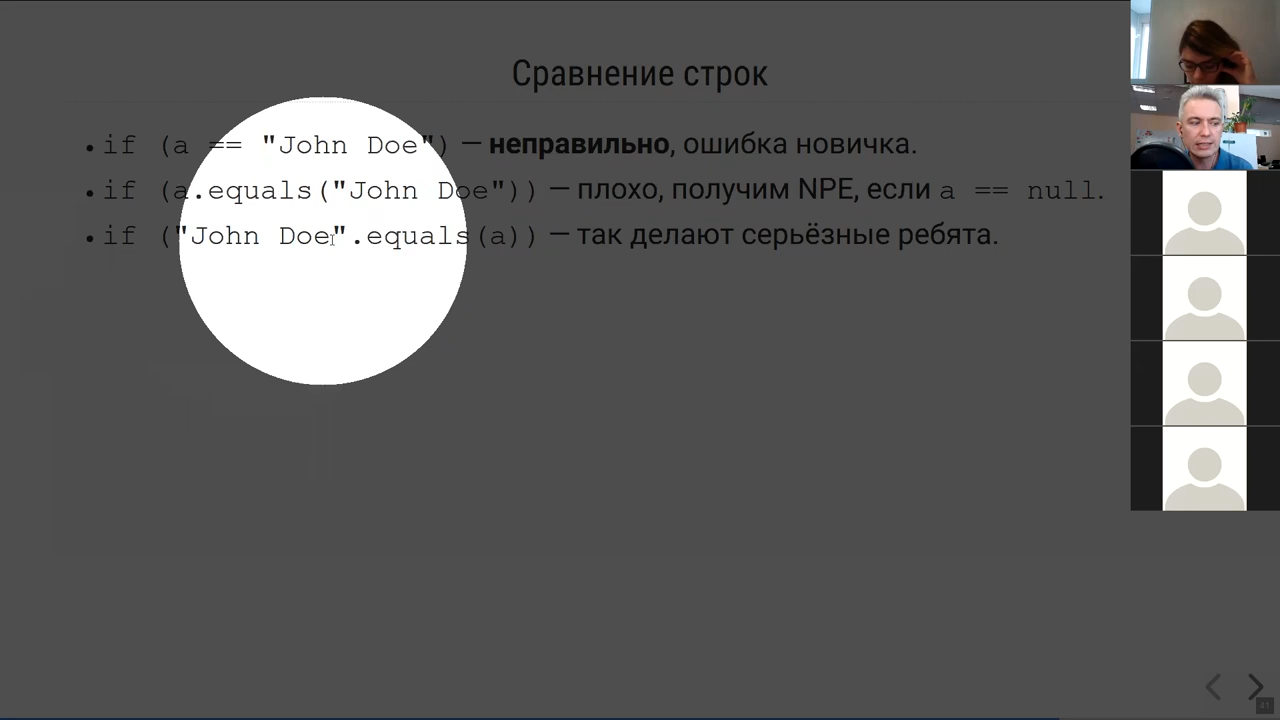 Сравнение строк
• if (a == "John Doe") — неправильно, ошибка новичка.
• if (a.equals("John Doe")) — плохо, получим NPE, если a == null.
• if ("John Doe".equals(a)) — так делают серьёзные ребята.
41